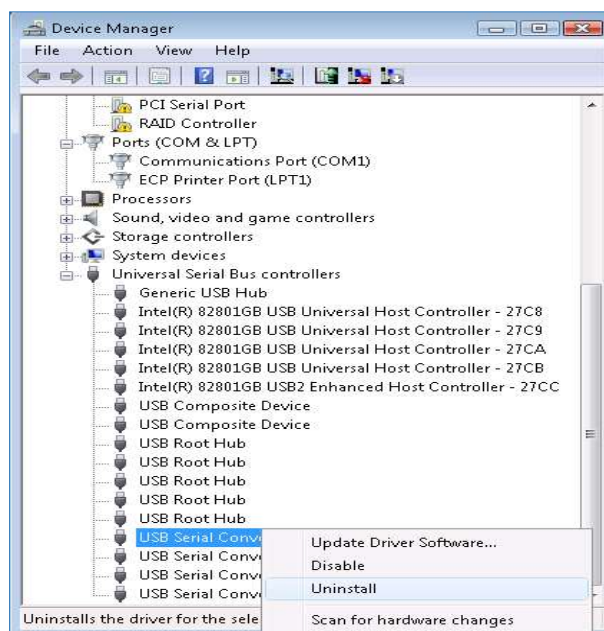 Device Manager
File Action View Help
PCI Serial Port
RAID Controller
Ports (COM & LPT)
Communications Port (COM1)
ECP Printer Port (LPT1)
Processors
Sound, video and game controllers
Storage controllers
System devices
Universal Serial Bus controllers
Generic USB Hub
Intel(R) 82801GB USB Universal Host Controller - 27C8
Intel(R) 82801GB USB Universal Host Controller - 27C9
Intel(R) 82801GB USB Universal Host Controller - 27CA
Intel(R) 82801GB USB Universal Host Controller - 27CB
Intel(R) 82801GB USB2 Enhanced Host Controller - 27CC
USB Composite Device
USB Composite Device
USB Root Hub
USB Root Hub
USB Root Hub
USB Root Hub
USB Root Hub
USB Serial Conv
USB Serial Conv
USB Serial Conv
USB Serial Conv
Update Driver Software...
Disable
Uninstall
Scan for hardware changes
Uninstalls the driver for the sele